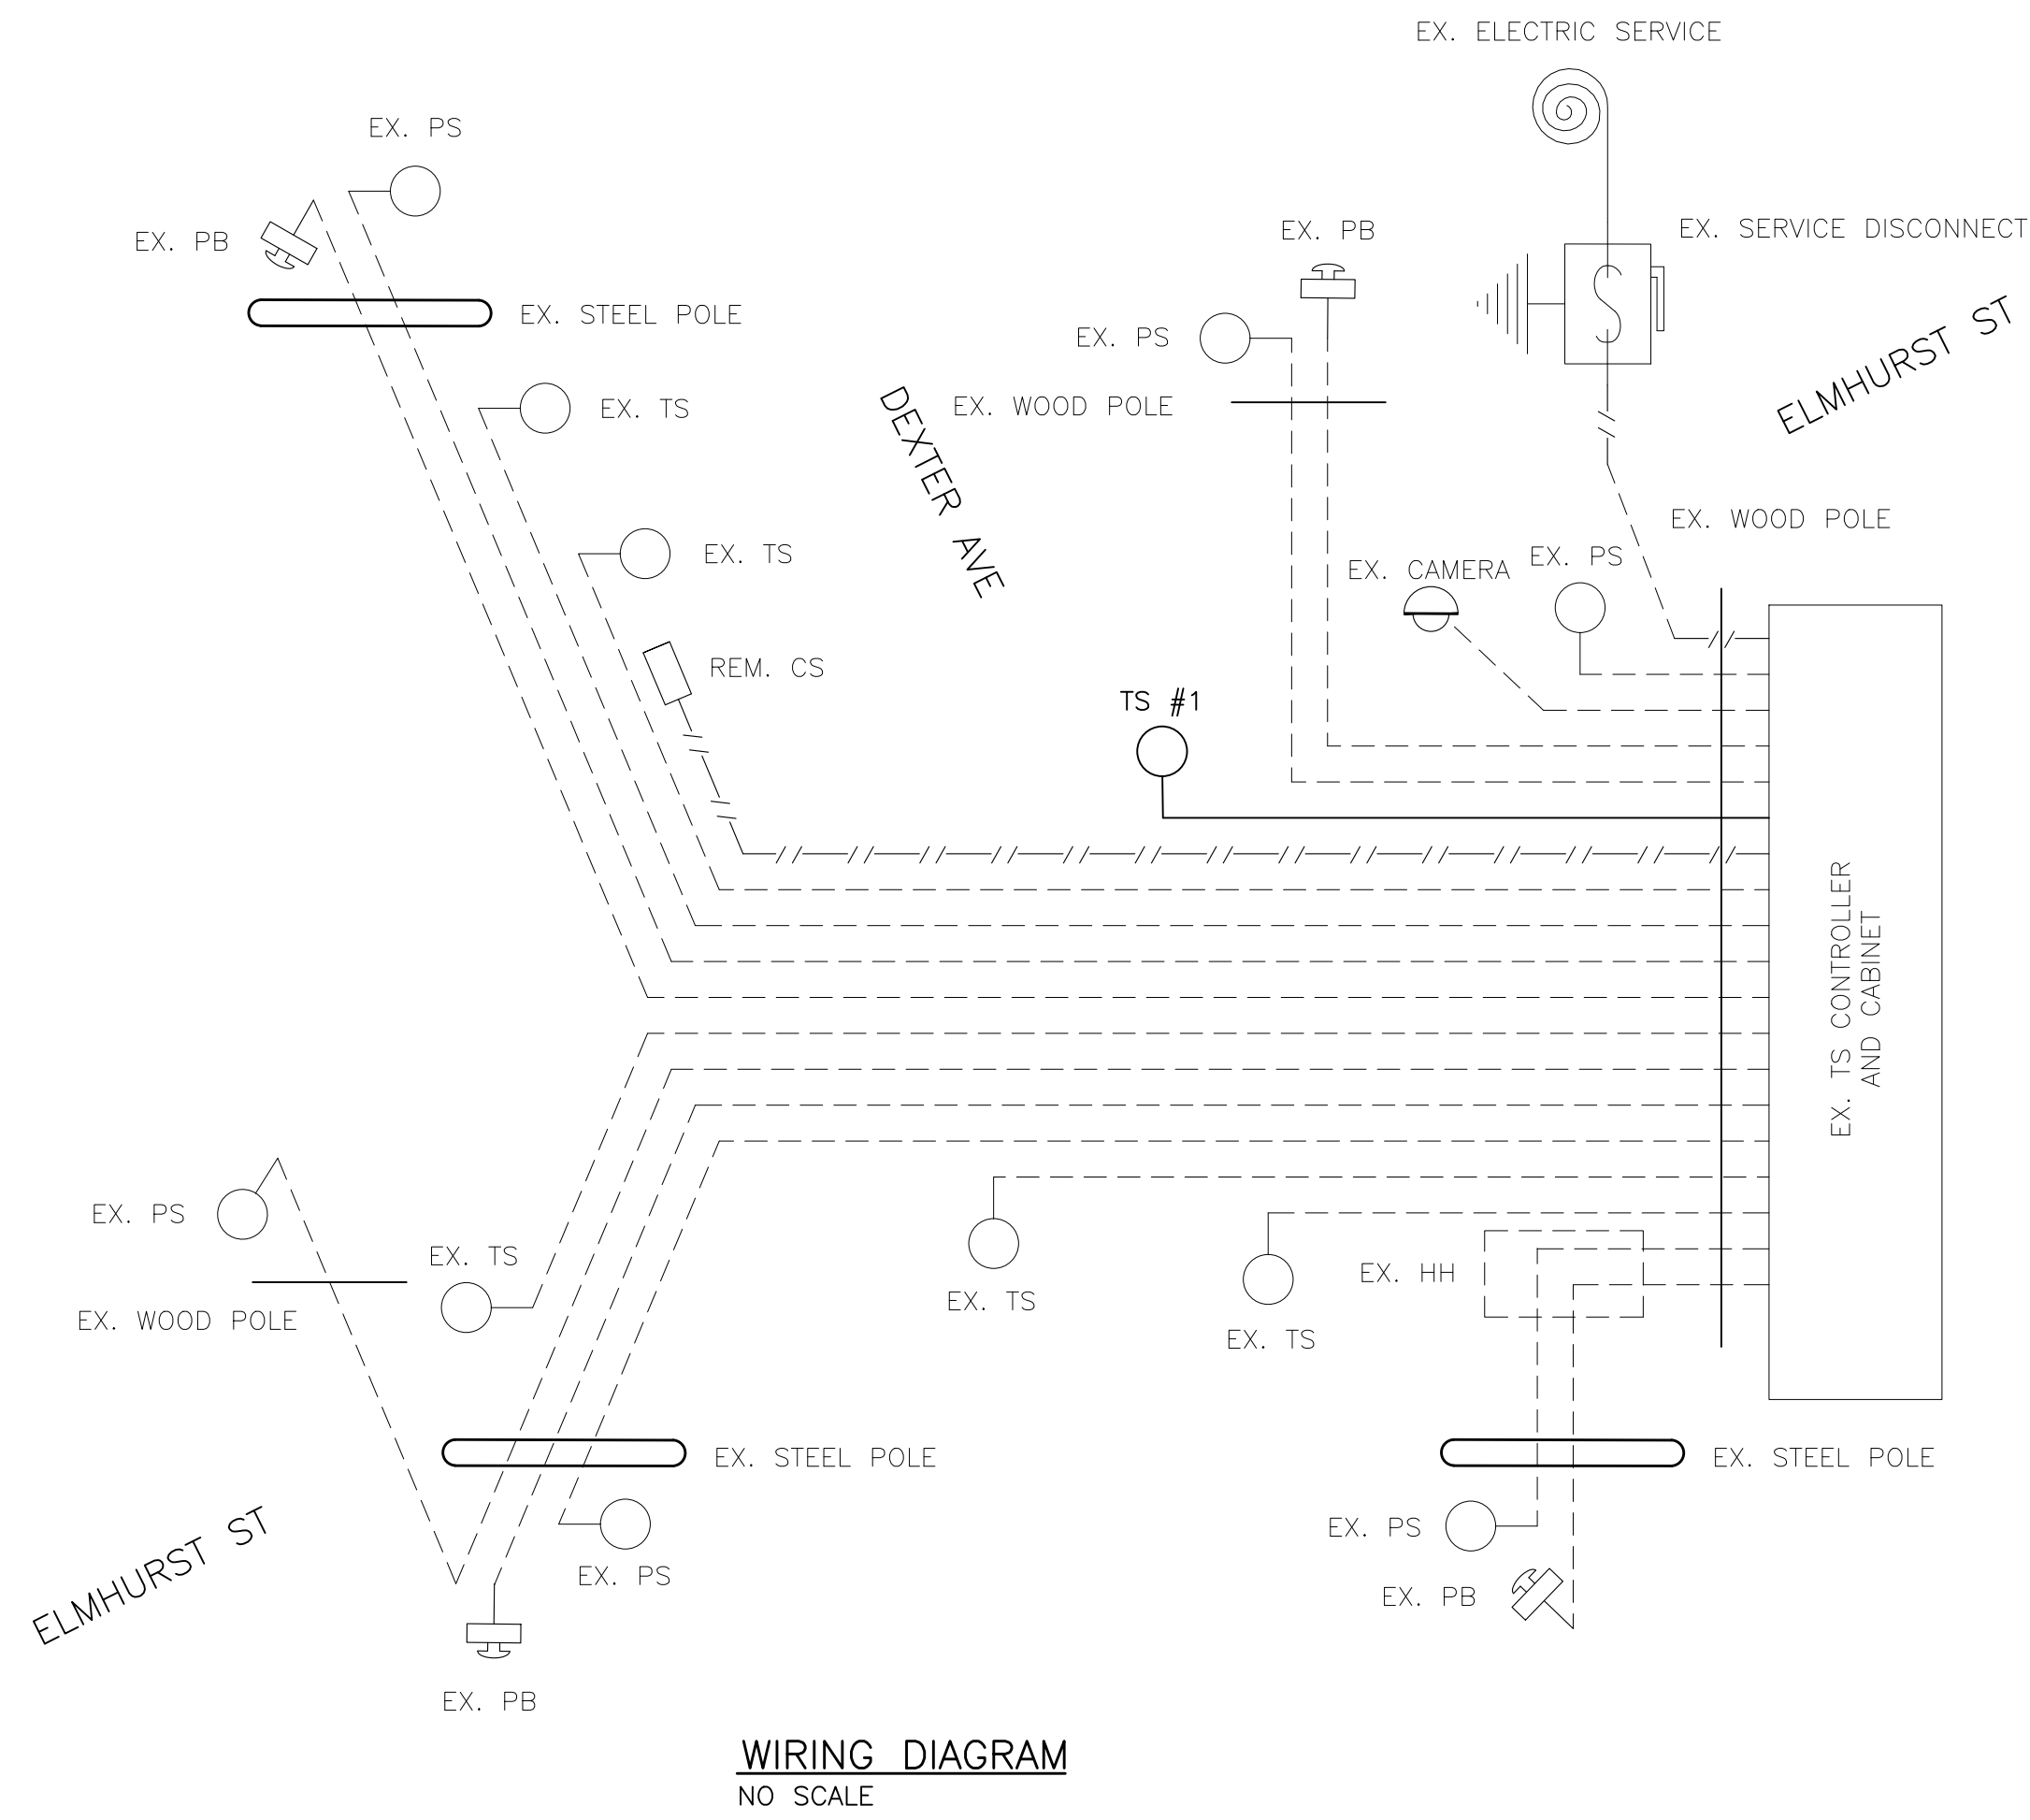 EX. ELECTRIC SERVICE
EX. PS
EX. PB
EX. PB
EX. SERVICE DISCONNECT
EX. STEEL POLE
EX. PS
ELMHURST ST
EX. TS
EX. WOOD POLE
DEXTER AVE
EX. WOOD POLE
EX. TS
EX. CAMERA
EX. PS
REM. CS
TS #1
EX. TS CONTROLLER
AND CABINET
EX. PS
EX. TS
EX. HH
EX. TS
EX. WOOD POLE
EX. TS
EX. STEEL POLE
EX. STEEL POLE
ELMHURST ST
EX. PS
EX. PS
EX. PB
EX. PB
WIRING DIAGRAM
NO SCALE